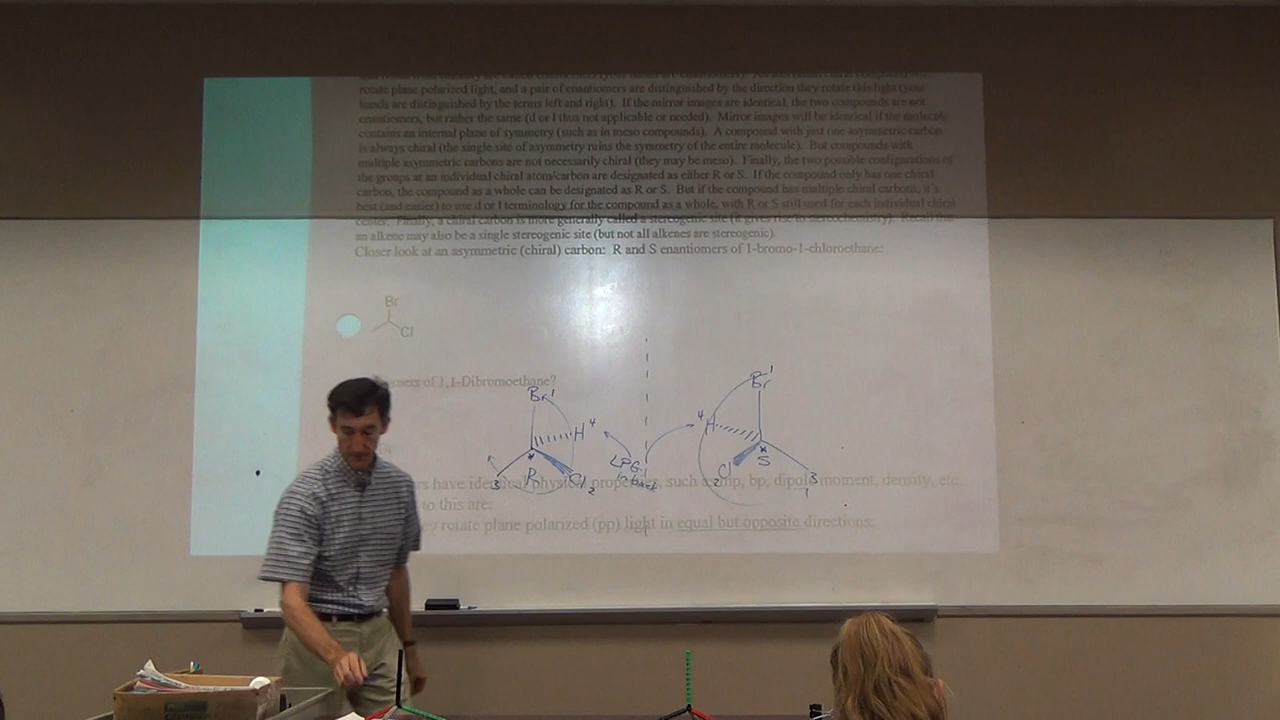 rotate plane polarized light, and a pair of enantiomers are distinguished by the direction they rotate this light (your
hands are distinguished by the terms left and right). If the mirror images are identical, the two compounds are not
enantiomers, but rather the same (d or l thus not applicable or needed). Mirror images will be identical if the molecule
contains an internal plane of symmetry (such as in meso compounds). A compound with just one asymmetric carbon
is always chiral (the single site of asymmetry ruins the symmetry of the entire molecule). But compounds with
multiple asymmetric carbons are not necessarily chiral (they may be meso). Finally, the two possible configurations of
the groups at an individual chiral atom/carbon are designated as either R or S. If the compound only has one chiral
carbon, the compound as a whole can be designated as R or S. But if the compound has multiple chiral carbons, it's
best (and easier) to use d or l terminology for the compound as a whole, with R or S still used for each individual chiral
center. Finally, a chiral carbon is more generally called a stereogenic site (it gives rise to stereochemistry). Recall that
an alkene may also be a single stereogenic site (but not all alkenes are stereogenic).
Closer look at an asymmetric (chiral) carbon: R and S enantiomers of 1-bromo-1-chloroethane:
Br
Cl
of 1,1-Dibromoethane?
Br 1
H 4
* R
3
Cl 2
LPG
in back
Br 1
4 H
* S
Cl 2
3
have identical physical properties, such as mp, bp, dipole moment, density, etc.
to this are:
rotate plane polarized (pp) light in equal but opposite directions: